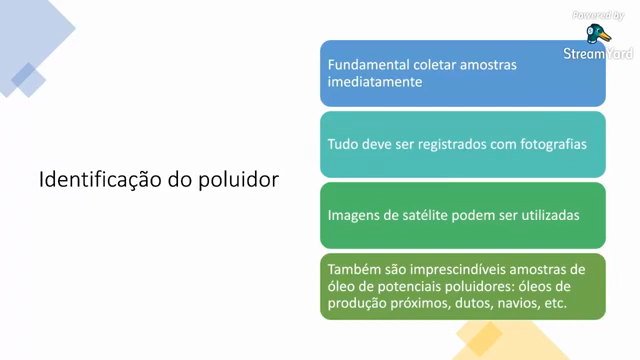 Powered by
StreamYard
Identificação do poluidor
Fundamental coletar amostras
imediatamente
Tudo deve ser registrados com fotografias
Imagens de satélite podem ser utilizadas
Também são imprescindíveis amostras de
óleo de potenciais poluidores: óleos de
produção próximos, dutos, navios, etc.